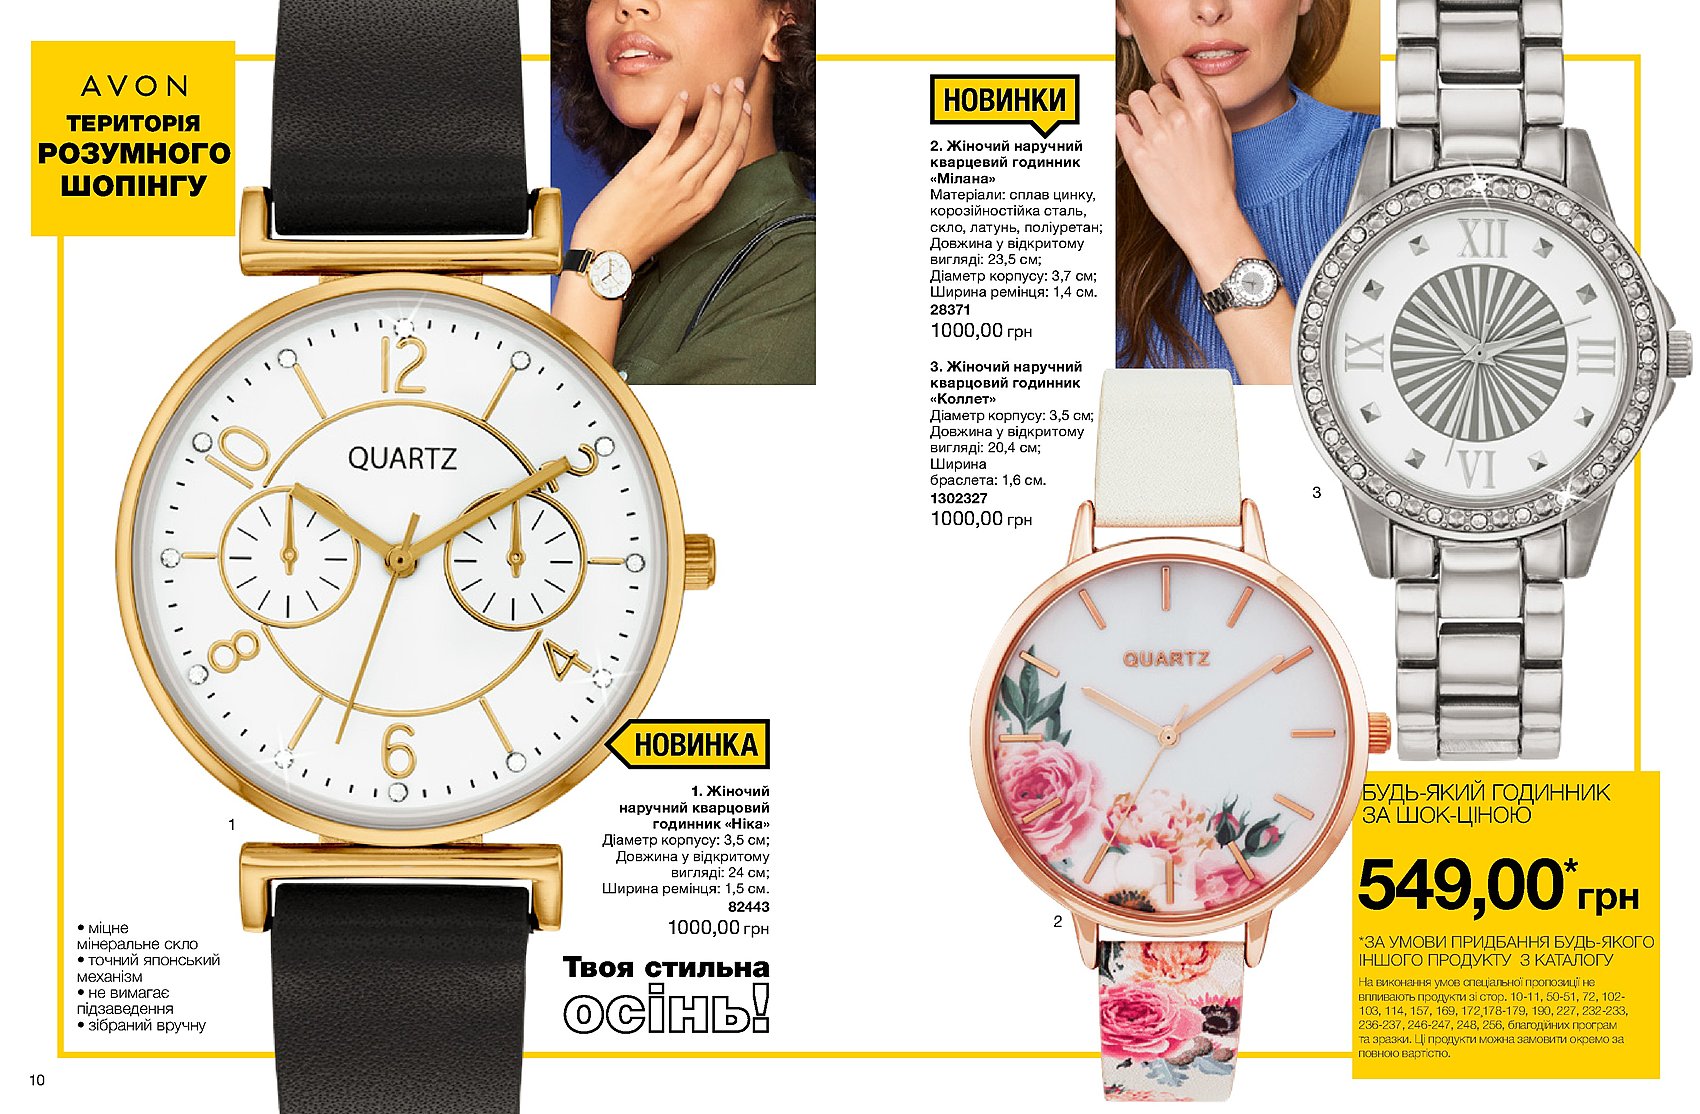 AVON
ТЕРИТОРІЯ
РОЗУМНОГО
ШОПІНГУ
12
QUARTZ
10
8
6
4
1
НОВИНКА
1. Жіночий
наручний кварцовий
годинник «Ніка»
Діаметр корпусу: 3,5 см;
Довжина у відкритому
вигляді: 24 см;
Ширина ремінця: 1,5 см.
82443
1000,00 грн
Твоя стильна
осінь!
• міцне
мінеральне скло
• точний японський
механізм
• не вимагає
підзаведення
• зібраний вручну
10
НОВИНКИ
2. Жіночий наручний
кварцевий годинник
«Мілана»
Матеріали: сплав цинку,
корозійностійка сталь,
скло, латунь, поліуретан;
Довжина у відкритому
вигляді: 23,5 см;
Діаметр корпусу: 3,7 см;
Ширина ремінця: 1,4 см.
28371
1000,00 грн
3. Жіночий наручний
кварцовий годинник
«Коллет»
Діаметр корпусу: 3,5 см;
Довжина у відкритому
вигляді: 20,4 см;
Ширина
браслета: 1,6 см.
1302327
1000,00 грн
XII
IX
III
VI
3
QUARTZ
2
БУДЬ-ЯКИЙ ГОДИННИК
ЗА ШОК-ЦІНОЮ
549,00* грн
*ЗА УМОВИ ПРИДБАННЯ БУДЬ-ЯКОГО
ІНШОГО ПРОДУКТУ З КАТАЛОГУ
На виконання умов спеціальної пропозиції не
впливають продукти зі стор. 10-11, 50-51, 72, 102-
103, 114, 157, 169, 172,178-179, 190, 227, 232-233,
236-237, 246-247, 248, 256, благодійних програм
та зразки. Ці продукти можна замовити окремо за
повною вартістю.